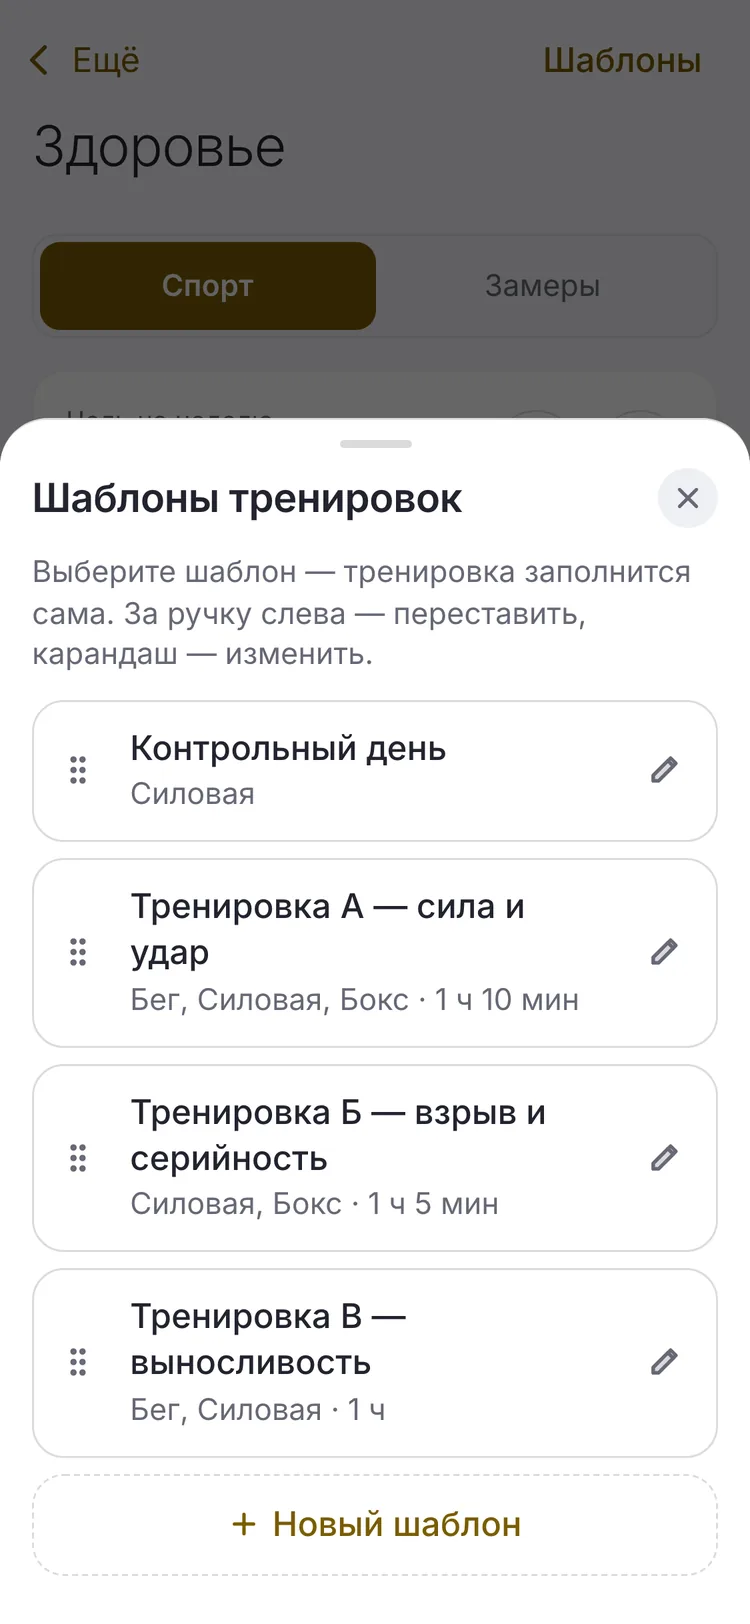 Ещё
Шаблоны
Здоровье
Спорт
Замеры
Шаблоны тренировок
Выберите шаблон — тренировка заполнится
сама. За ручку слева — переставить,
карандаш — изменить.
Контрольный день
Силовая
Тренировка А — сила и
удар
Бег, Силовая, Бокс · 1 ч 10 мин
Тренировка Б — взрыв и
серийность
Силовая, Бокс · 1 ч 5 мин
Тренировка В —
выносливость
Бег, Силовая · 1 ч
+ Новый шаблон